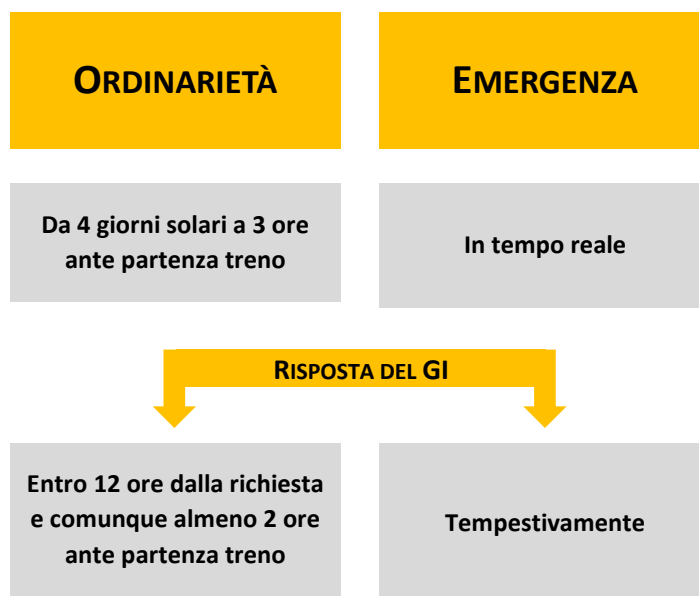 ORDINARIETÀ
EMERGENZA
Da 4 giorni solari a 3 ore
ante partenza treno
In tempo reale
RISPOSTA DEL GI
Entro 12 ore dalla richiesta
e comunque almeno 2 ore
ante partenza treno
Tempestivamente